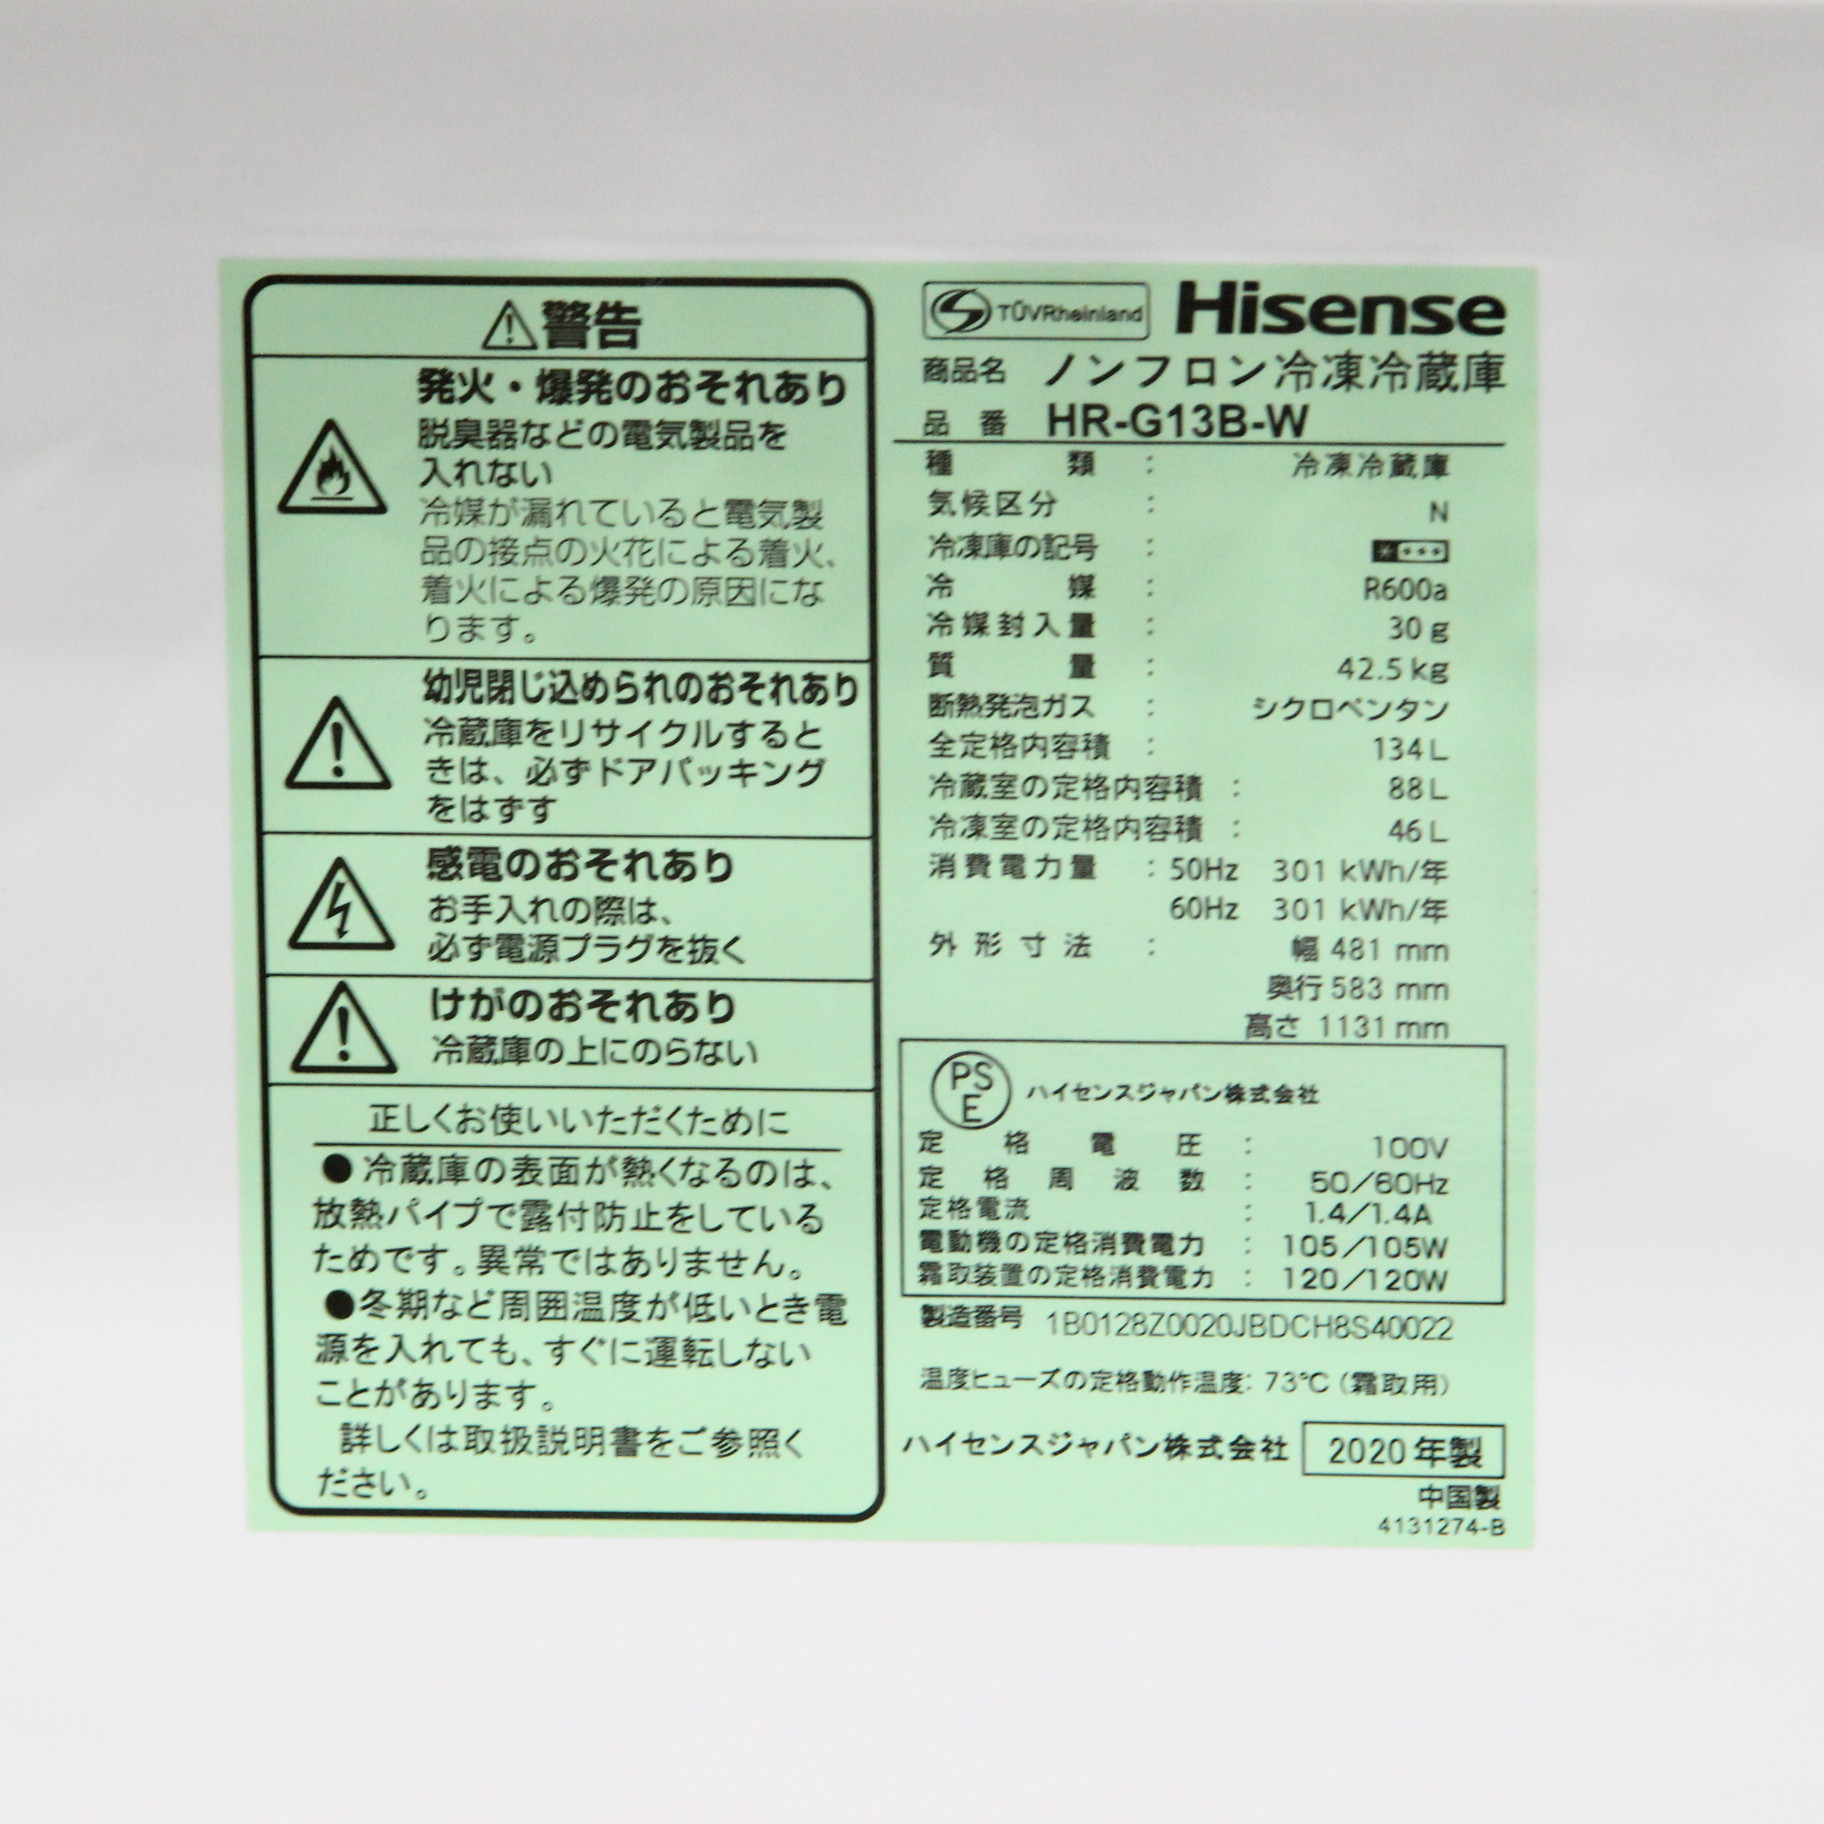 警告
発火・爆発のおそれあり
脱臭器などの電気製品を
入れない
冷媒が漏れていると電気製
品の接点の火花による着火、
着火による爆発の原因にな
ります。
幼児閉じ込められのおそれあり
冷蔵庫をリサイクルすると
きは、必ずドアパッキング
をはずす
感電のおそれあり
お手入れの際は、
必ず電源プラグを抜く
けがのおそれあり
冷蔵庫の上にのらない
正しくお使いいただくために
●冷蔵庫の表面が熱くなるのは、
放熱パイプで露付防止をしている
ためです。異常ではありません。
●冬期など周囲温度が低いとき電
源を入れても、すぐに運転しない
ことがあります。
詳しくは取扱説明書をご参照く
ださい。
TÜVRheinland Hisense
商品名 ノンフロン冷凍冷蔵庫
品番 HR-G13B-W
種類 : 冷凍冷蔵庫
気候区分 : N
冷凍庫の記号 :
冷媒 : R600a
冷媒封入量 : 30g
質量 : 42.5kg
断熱発泡ガス : シクロペンタン
全定格内容積 : 134L
冷蔵室の定格内容積 : 88L
冷凍室の定格内容積 : 46L
消費電力量 : 50Hz 301 kWh/年
60Hz 301 kWh/年
外形寸法 : 幅 481 mm
奥行 583 mm
高さ 1131 mm
PSE ハイセンスジャパン株式会社
定格電圧 : 100V
定格周波数 : 50/60Hz
定格電流 : 1.4/1.4A
電動機の定格消費電力 : 105/105W
霜取装置の定格消費電力 : 120/120W
製造番号 1B0128Z0020JBDCH8S40022
温度ヒューズの定格動作温度: 73℃(霜取用)
ハイセンスジャパン株式会社 2020年製
中国製
4131274-B